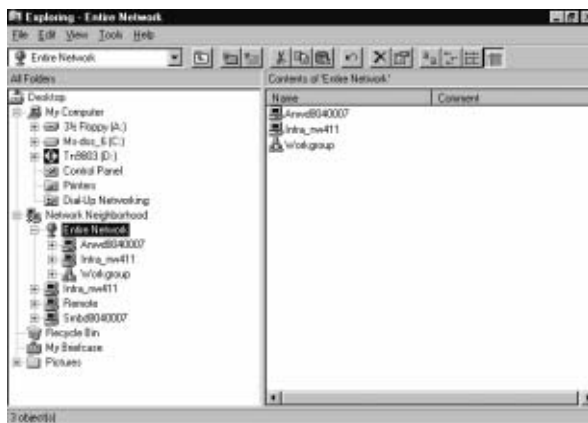 Exploring - Entire Network
File Edit View Tools Help
Entire Network
All Folders
Contents of 'Entire Network'
Desktop
My Computer
3½ Floppy (A:)
Ms-dos_6 (C:)
Tn9803 (D:)
Control Panel
Printers
Dial-Up Networking
Network Neighborhood
Entire Network
Anwd8040007
Intra_nw411
Workgroup
Intra_nw411
Remote
Smbd8040007
Recycle Bin
My Briefcase
Pictures
Name Comment
Anwd8040007
Intra_nw411
Workgroup
3 object(s)